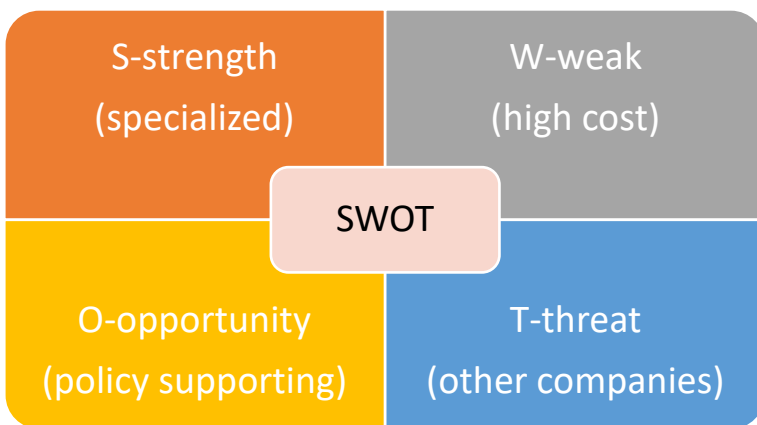 S-strength
(specialized)
W-weak
(high cost)
SWOT
O-opportunity
(policy supporting)
T-threat
(other companies)